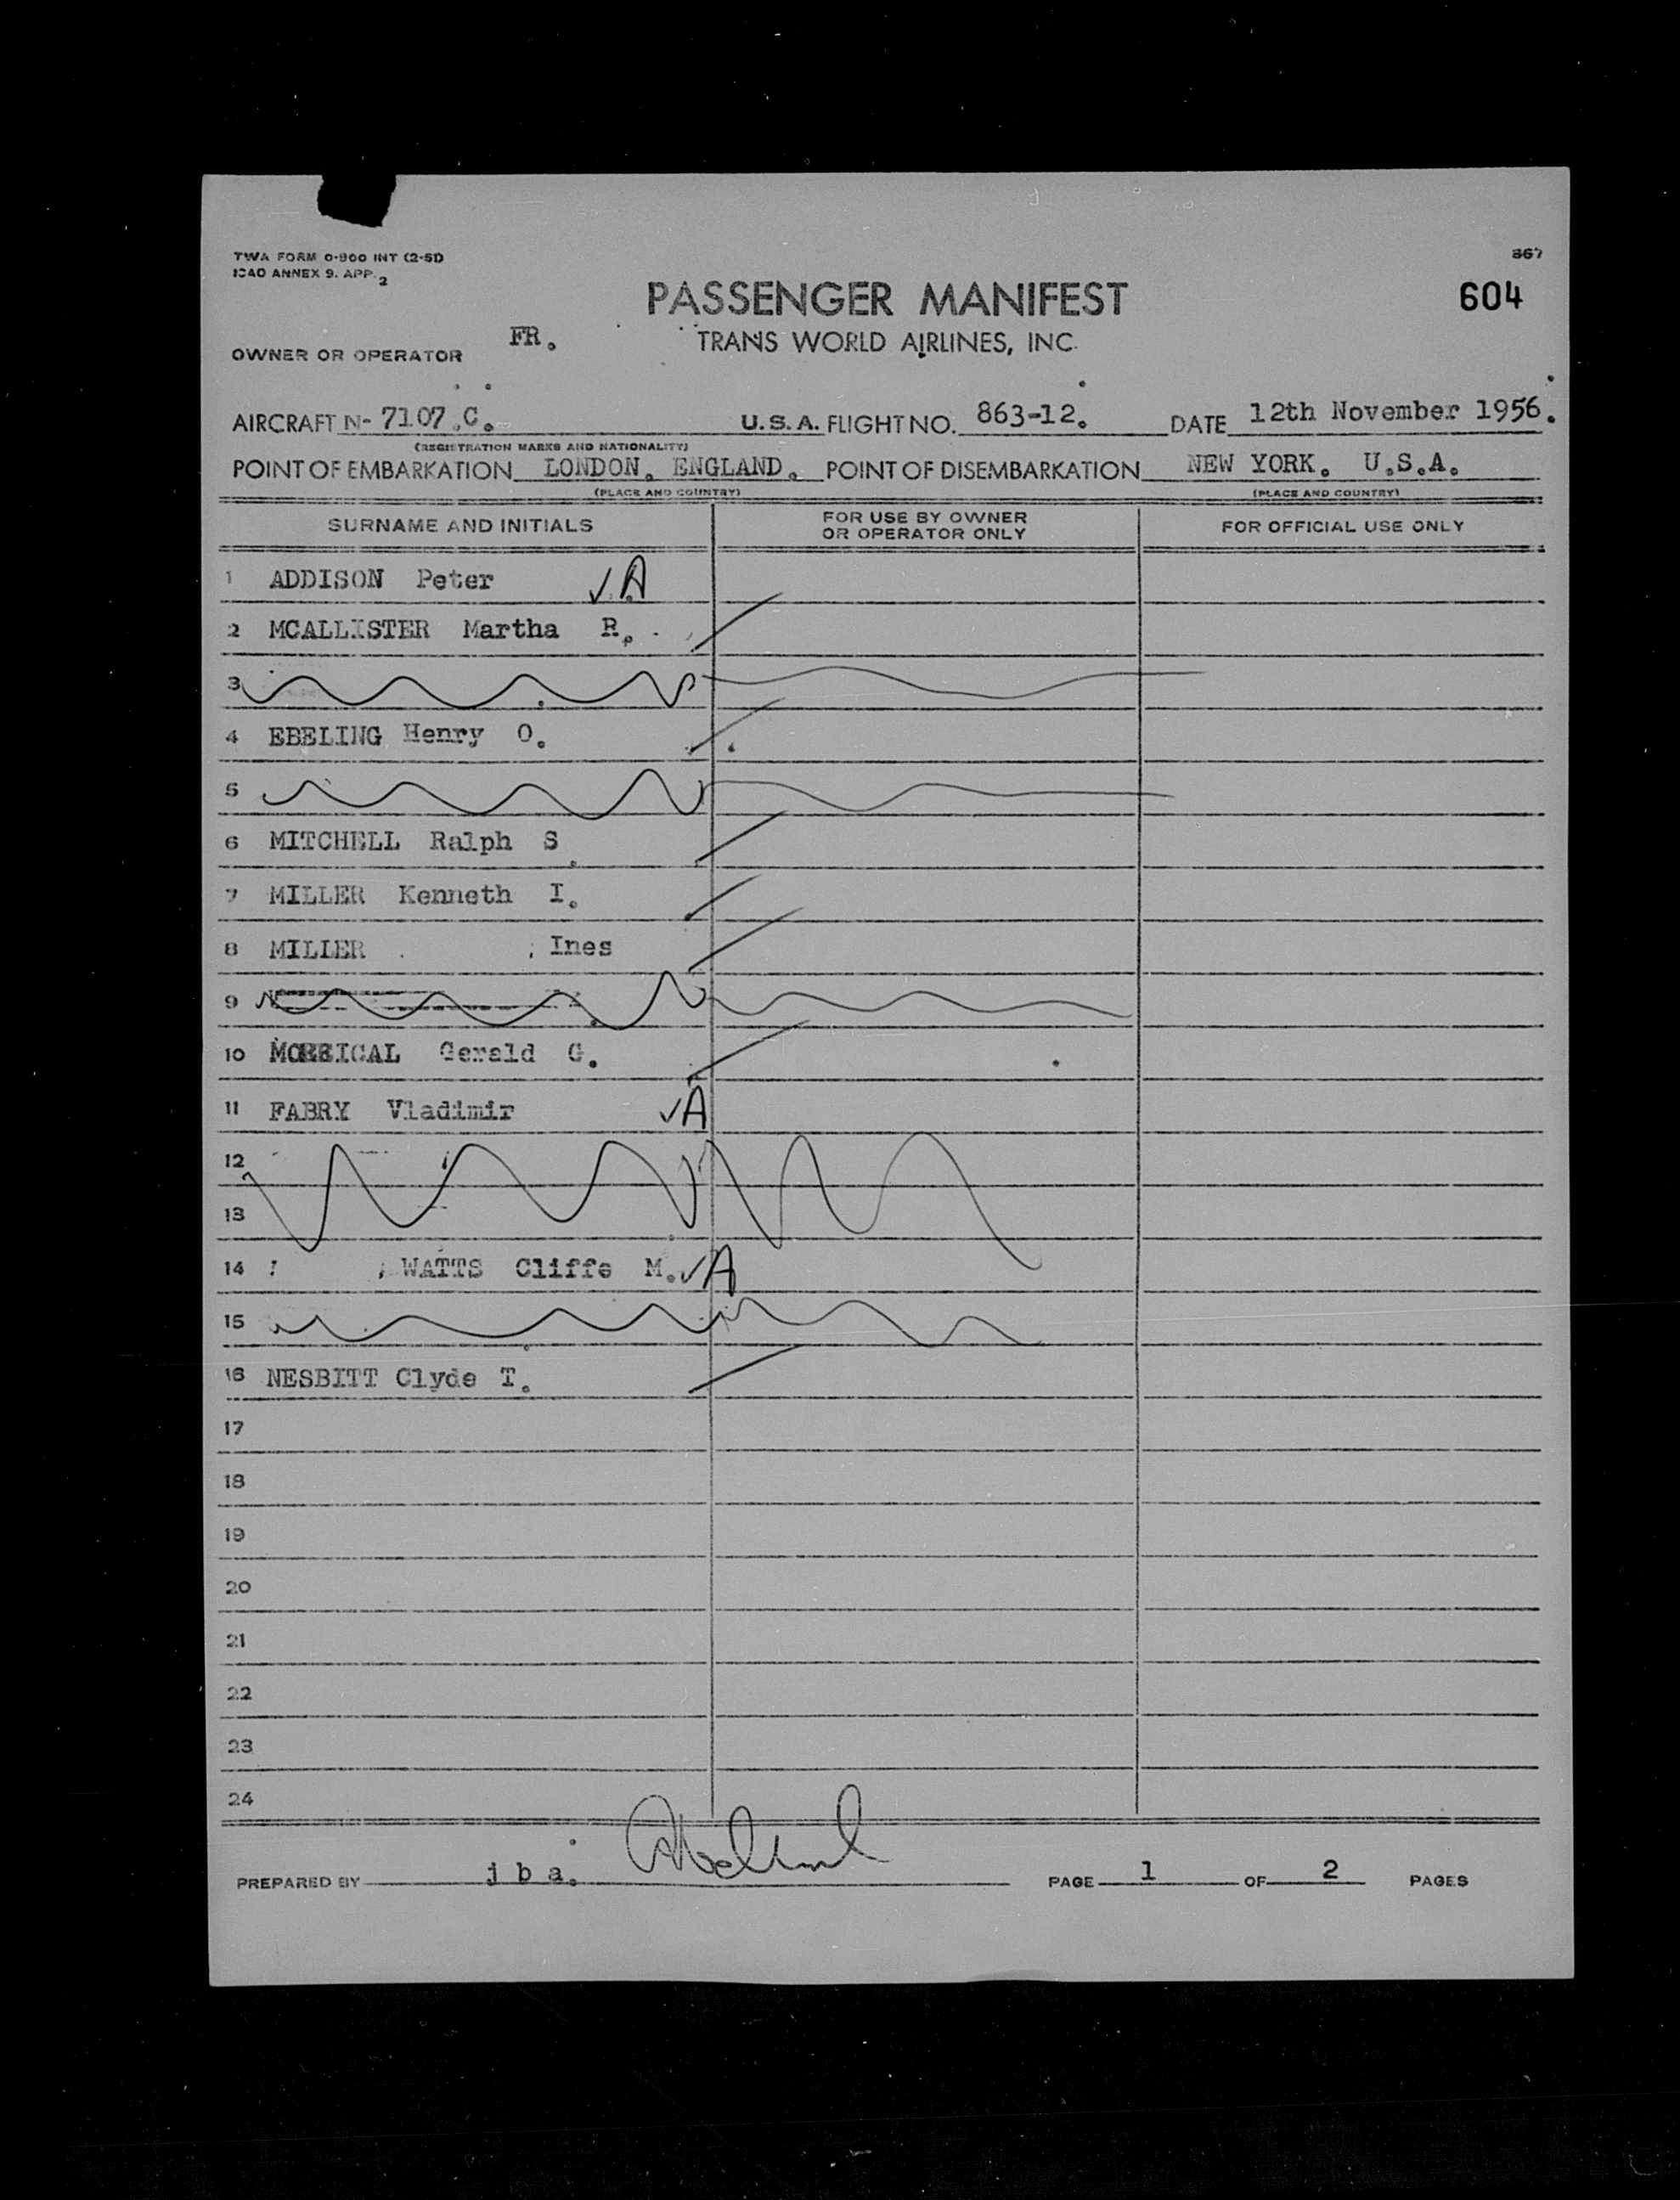 TWA FORM O-800 INT (2-51)
ICAO ANNEX 9. APP. 2
867
604
PASSENGER MANIFEST
OWNER OR OPERATOR FR. TRANS WORLD AIRLINES, INC.
AIRCRAFT N- 7107.C. U.S.A. FLIGHT NO. 863-12. DATE 12th November 1956.
(REGISTRATION MARKS AND NATIONALITY)
POINT OF EMBARKATION LONDON. ENGLAND. POINT OF DISEMBARKATION NEW YORK. U.S.A.
(PLACE AND COUNTRY) (PLACE AND COUNTRY)
SURNAME AND INITIALS FOR USE BY OWNER OR OPERATOR ONLY FOR OFFICIAL USE ONLY
1 ADDISON Peter ✓A
2 MCALLISTER Martha R.
3
4 EBELING Henry O.
5
6 MITCHELL Ralph S.
7 MILLER Kenneth I.
8 MILLER Ines
9
10 Gerald G.
11 FABRY Vladimir ✓A
12
13
14 WATTS Cliffe M. ✓A
15
16 NESBITT Clyde T.
17
18
19
20
21
22
23
24
PREPARED BY j b a. PAGE 1 OF 2 PAGES